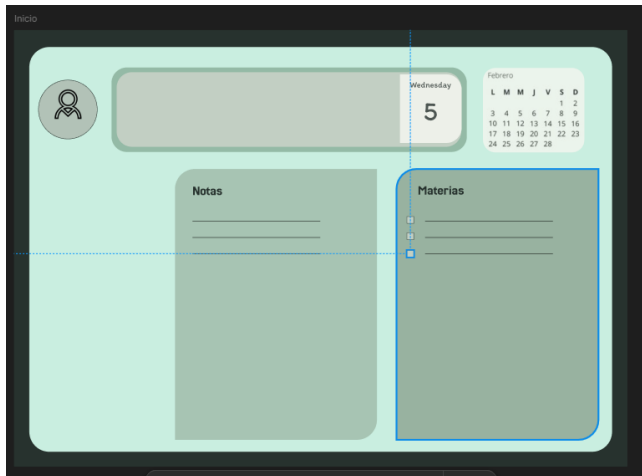 Inicio
Wednesday
5
Febrero
L M M J V S D
1 2
3 4 5 6 7 8 9
10 11 12 13 14 15 16
17 18 19 20 21 22 23
24 25 26 27 28
Notas
Materias